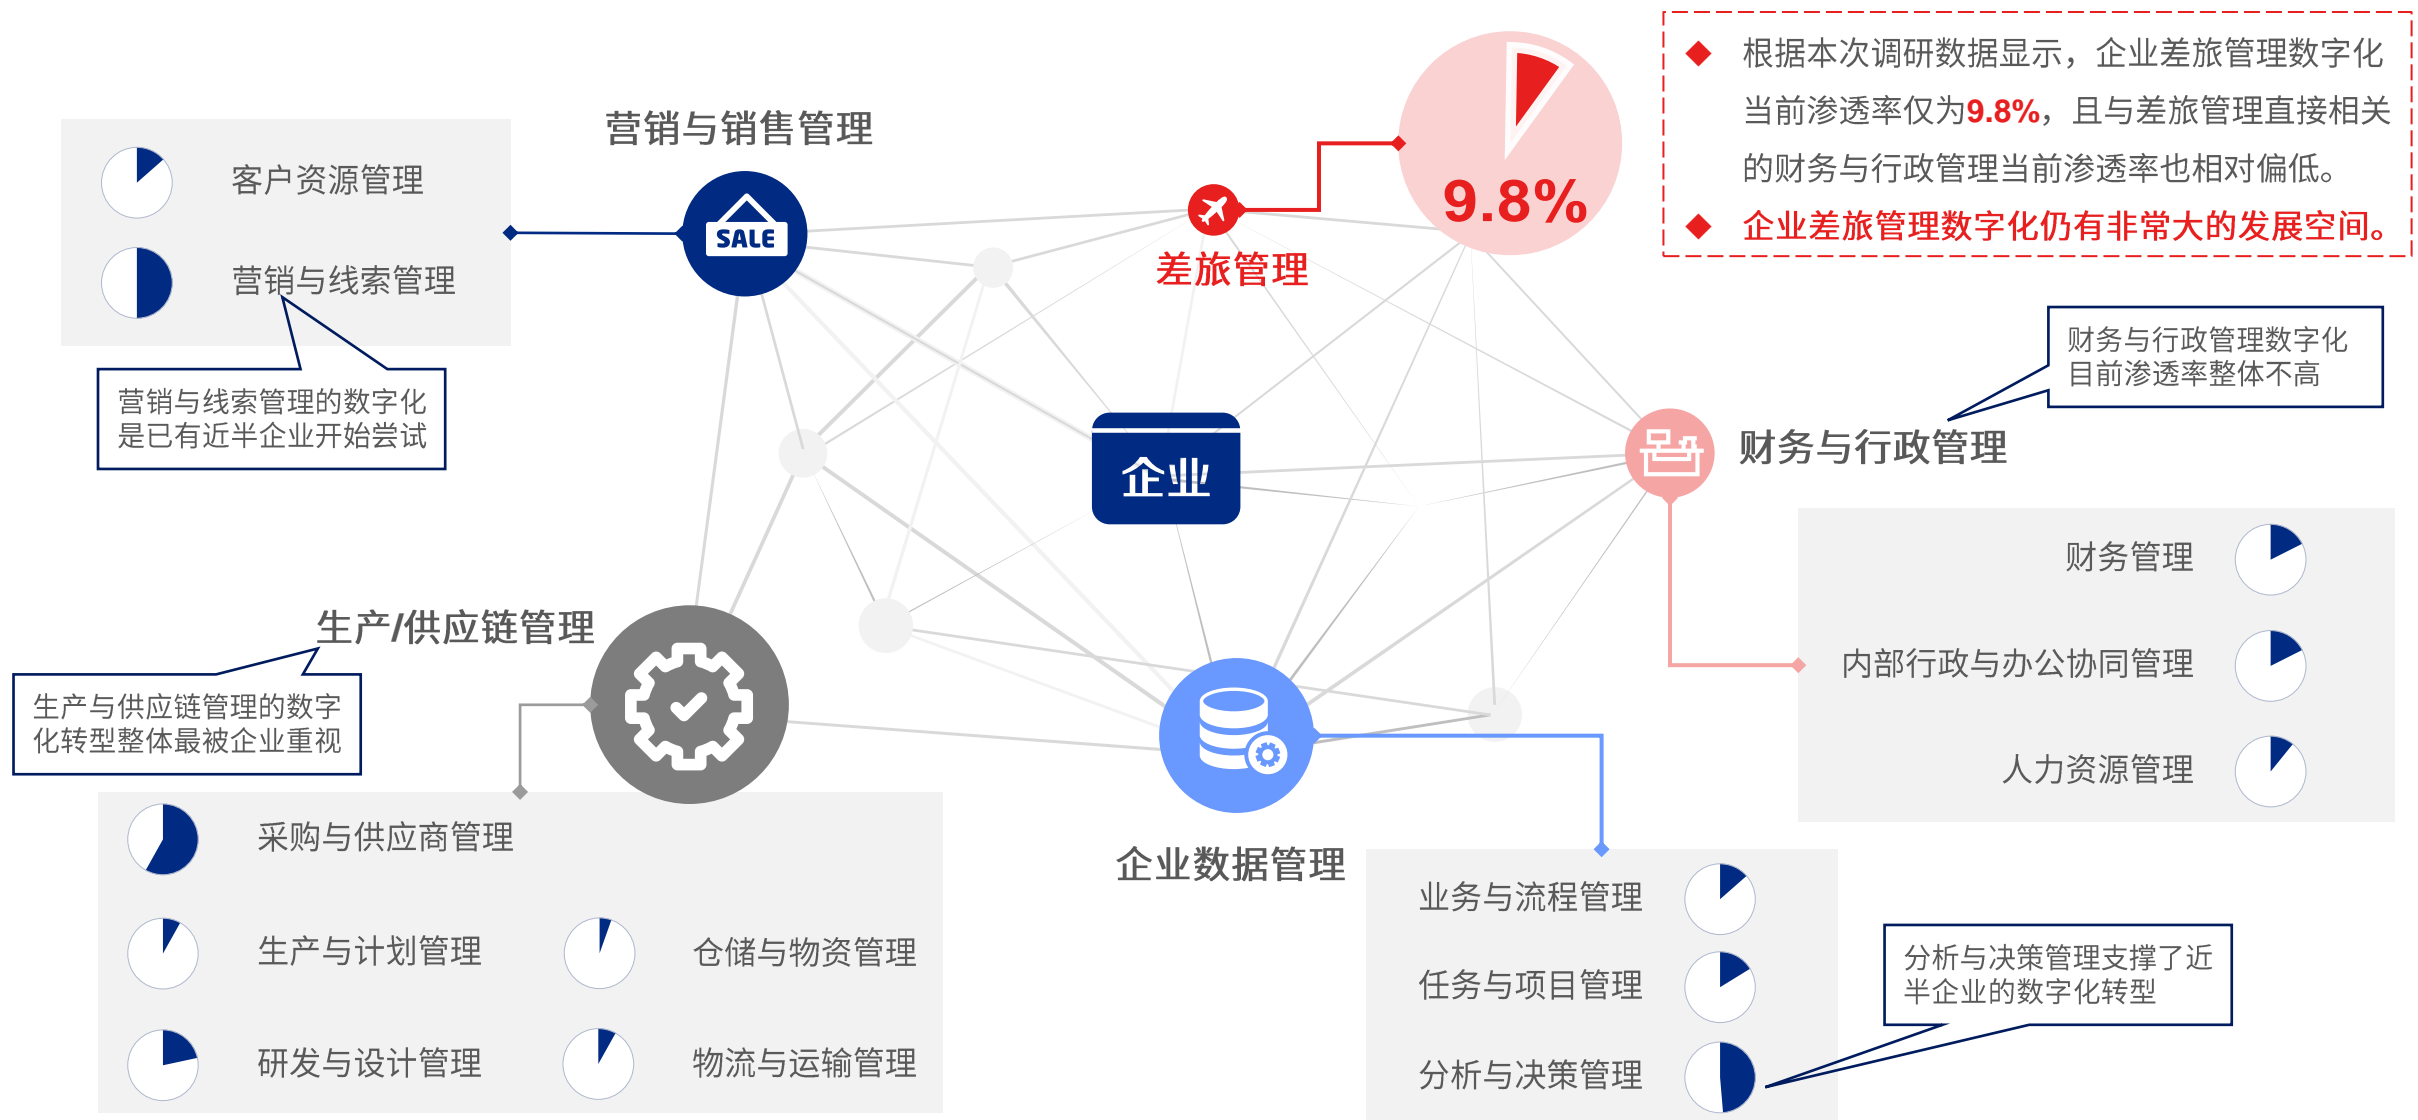 营销与销售管理
客户资源管理
营销与线索管理
SALE
营销与线索管理的数字化
是已有近半企业开始尝试
差旅管理
9.8%
根据本次调研数据显示，企业差旅管理数字化
当前渗透率仅为9.8%，且与差旅管理直接相关
的财务与行政管理当前渗透率也相对偏低。
企业差旅管理数字化仍有非常大的发展空间。
财务与行政管理数字化
目前渗透率整体不高
企业
财务与行政管理
财务管理
内部行政与办公协同管理
人力资源管理
生产/供应链管理
生产与供应链管理的数字
化转型整体最被企业重视
采购与供应商管理
生产与计划管理
仓储与物资管理
研发与设计管理
物流与运输管理
企业数据管理
业务与流程管理
任务与项目管理
分析与决策管理
分析与决策管理支撑了近
半企业的数字化转型